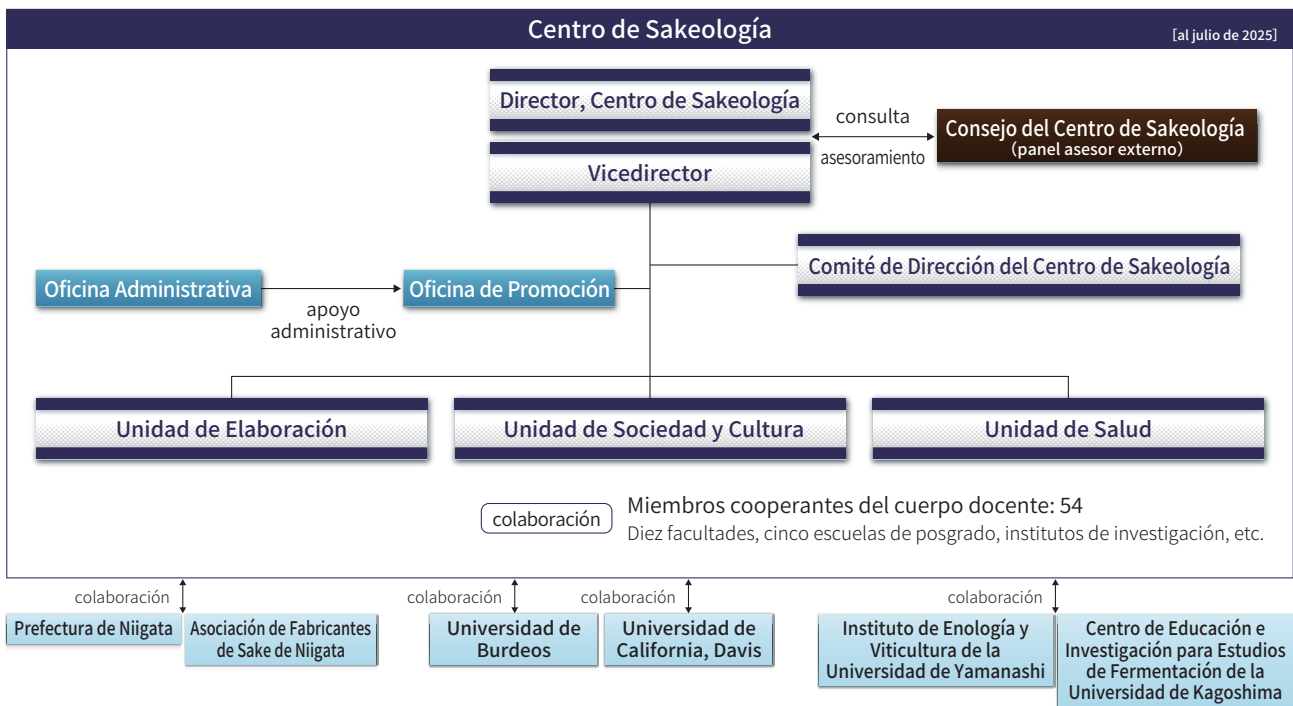 Centro de Sakeología
[al julio de 2025]
Director, Centro de Sakeología
Vicedirector
consulta
asesoramiento
Consejo del Centro de Sakeología
(panel asesor externo)
Comité de Dirección del Centro de Sakeología
Oficina Administrativa
apoyo
administrativo
Oficina de Promoción
Unidad de Elaboración
Unidad de Sociedad y Cultura
Unidad de Salud
colaboración
Miembros cooperantes del cuerpo docente: 54
Diez facultades, cinco escuelas de posgrado, institutos de investigación, etc.
colaboración
Prefectura de Niigata
Asociación de Fabricantes
de Sake de Niigata
colaboración
Universidad de
Burdeos
colaboración
Universidad de
California, Davis
colaboración
Instituto de Enología y
Viticultura de la
Universidad de Yamanashi
Centro de Educación e
Investigación para Estudios
de Fermentación de la
Universidad de Kagoshima